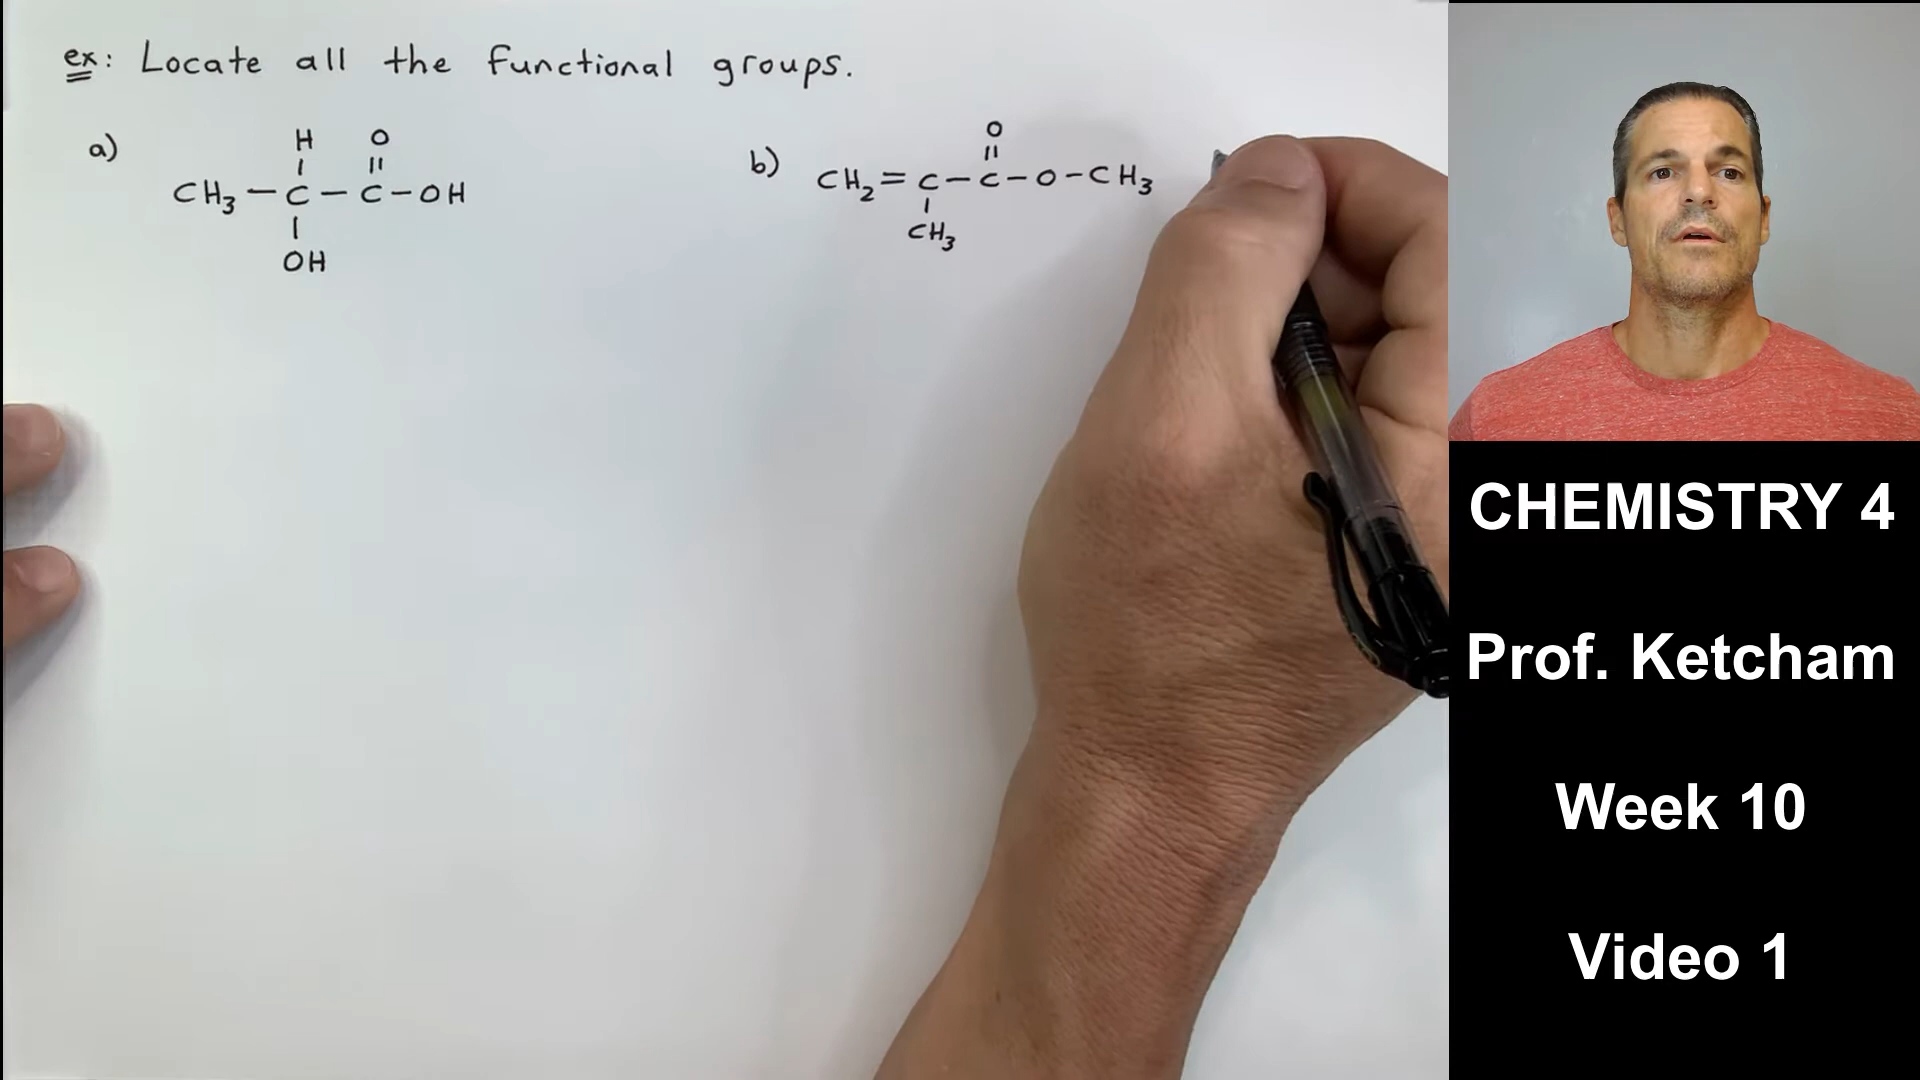 ex: Locate all the functional groups.
a)
H O
CH3 - C - C - OH
OH
b)
O
CH2 = C - C - O - CH3
CH3
CHEMISTRY 4
Prof. Ketcham
Week 10
Video 1